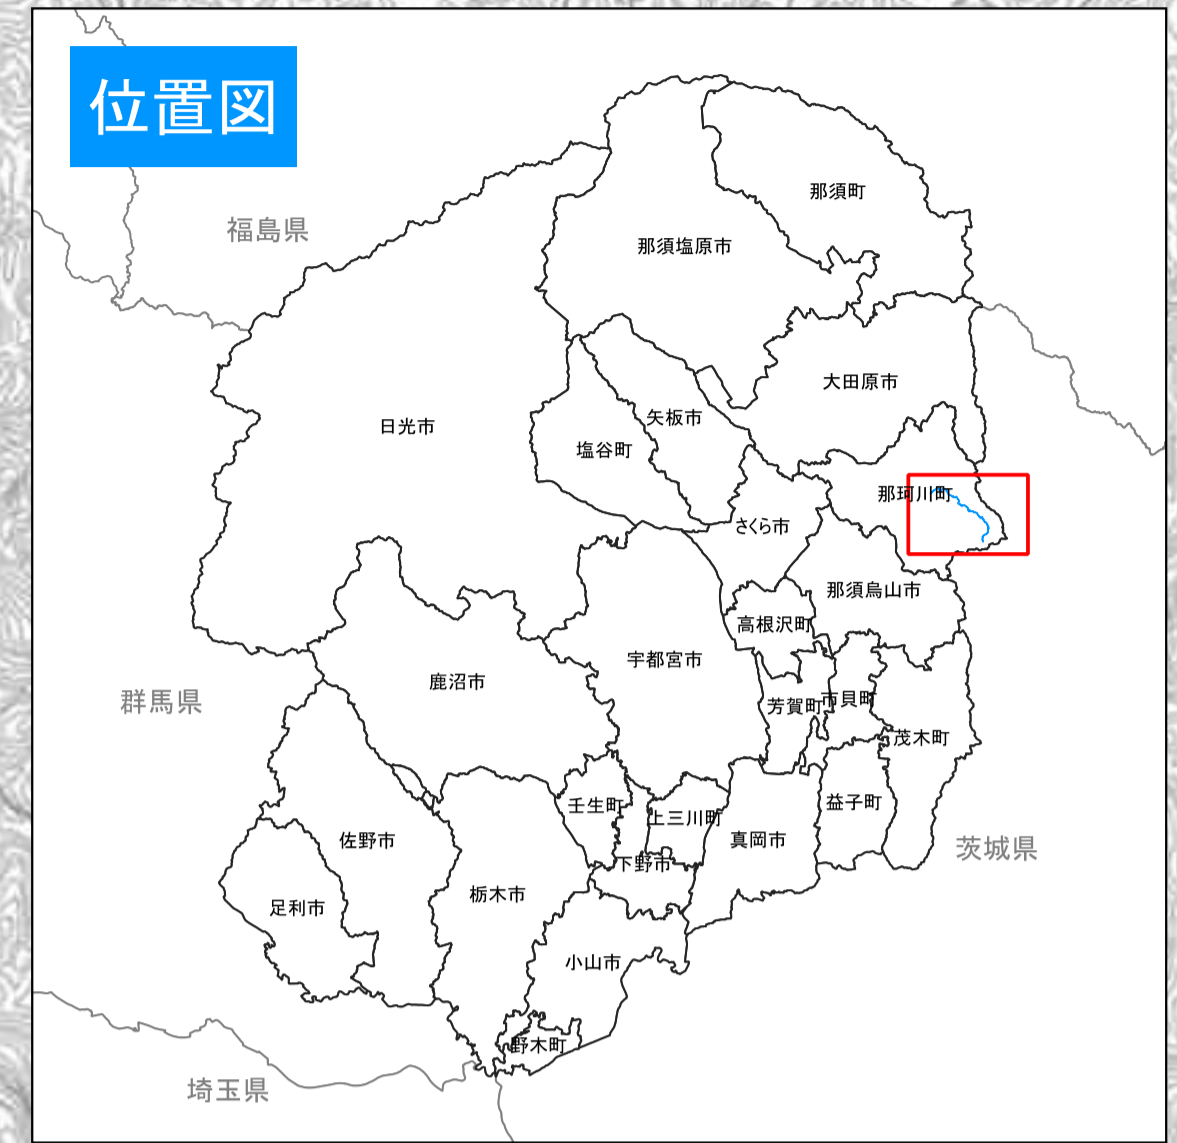 位置図
福島県
那須町
那須塩原市
大田原市
日光市
矢板市
塩谷町
那珂川町
さくら市
那須烏山市
高根沢町
宇都宮市
鹿沼市
群馬県
芳賀町
市貝町
茂木町
壬生町
上三川町
益子町
佐野市
真岡市
茨城県
下野市
栃木市
足利市
小山市
野木町
埼玉県